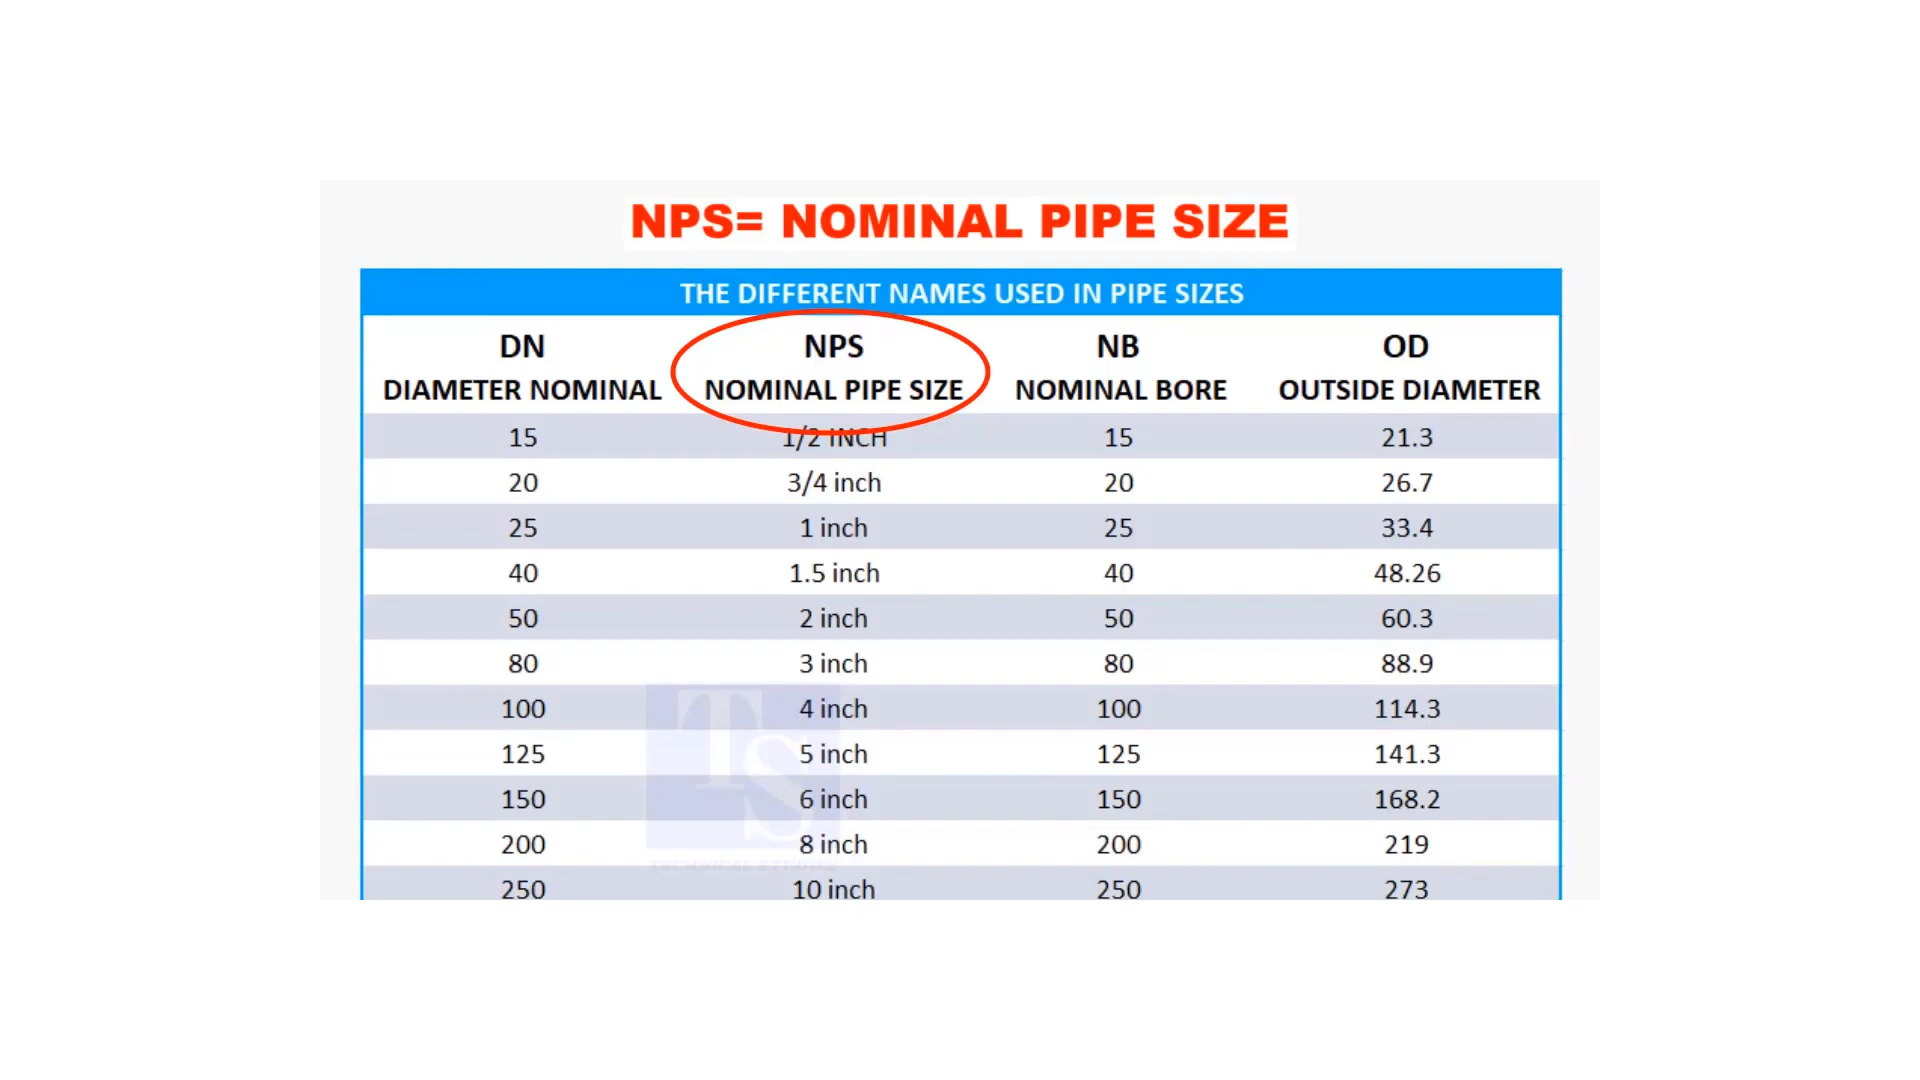 NPS= NOMINAL PIPE SIZE
THE DIFFERENT NAMES USED IN PIPE SIZES
DN NPS NB OD
DIAMETER NOMINAL NOMINAL PIPE SIZE NOMINAL BORE OUTSIDE DIAMETER
15 1/2 INCH 15 21.3
20 3/4 inch 20 26.7
25 1 inch 25 33.4
40 1.5 inch 40 48.26
50 2 inch 50 60.3
80 3 inch 80 88.9
100 4 inch 100 114.3
125 5 inch 125 141.3
150 6 inch 150 168.2
200 8 inch 200 219
250 10 inch 250 273
TS